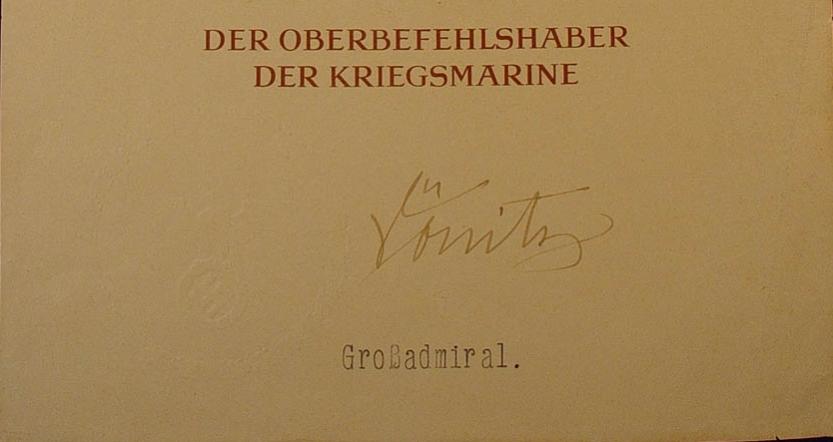 DER OBERBEFEHLSHABER
DER KRIEGSMARINE
Dönitz
Großadmiral.